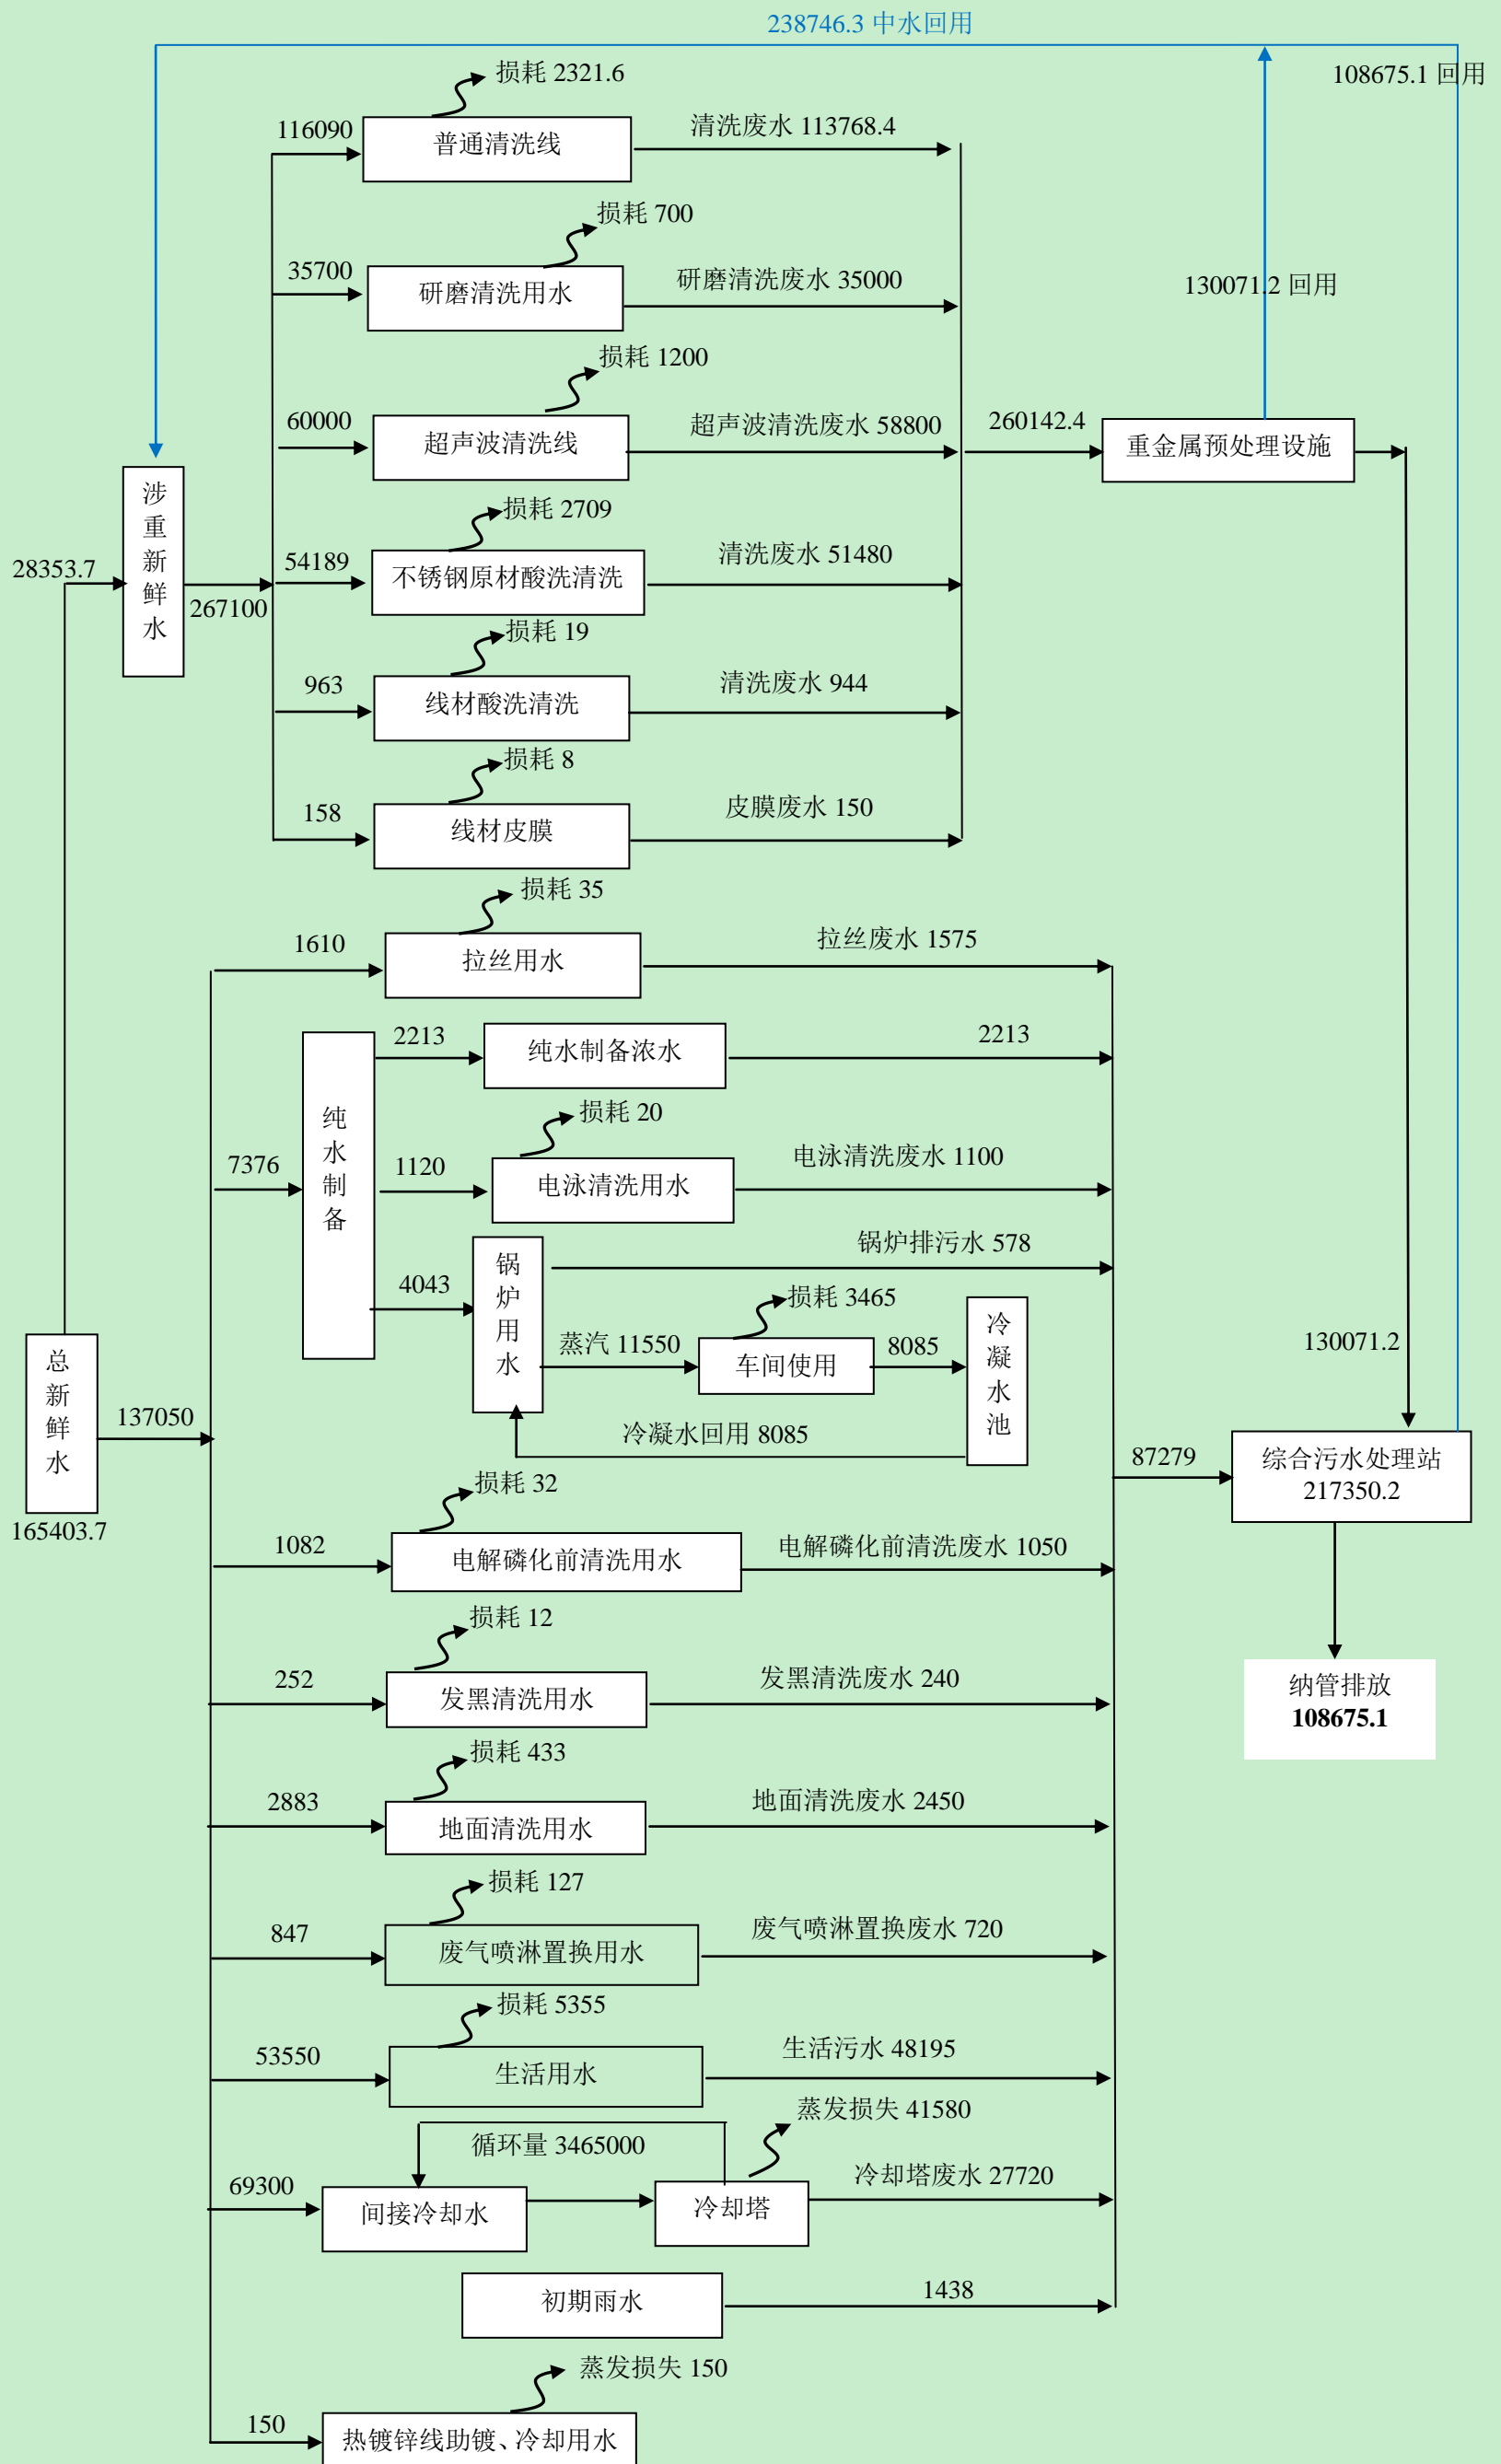 238746.3 中水回用
108675.1 回用
损耗 2321.6
116090
普通清洗线
清洗废水 113768.4
损耗 700
35700
研磨清洗用水
研磨清洗废水 35000
130071.2 回用
损耗 1200
60000
超声波清洗线
超声波清洗废水 58800
260142.4
重金属预处理设施
涉重新鲜水
28353.7
267100
损耗 2709
54189
不锈钢原材酸洗清洗
清洗废水 51480
损耗 19
963
线材酸洗清洗
清洗废水 944
损耗 8
158
线材皮膜
皮膜废水 150
损耗 35
1610
拉丝用水
拉丝废水 1575
2213
纯水制备浓水
2213
纯水制备
7376
损耗 20
1120
电泳清洗用水
电泳清洗废水 1100
锅炉用水
锅炉排污水 578
4043
损耗 3465
蒸汽 11550
车间使用
8085
冷凝水池
冷凝水回用 8085
130071.2
总新鲜水
137050
165403.7
87279
综合污水处理站
217350.2
损耗 32
1082
电解磷化前清洗用水
电解磷化前清洗废水 1050
损耗 12
252
发黑清洗用水
发黑清洗废水 240
纳管排放
108675.1
损耗 433
2883
地面清洗用水
地面清洗废水 2450
损耗 127
847
废气喷淋置换用水
废气喷淋置换废水 720
损耗 5355
53550
生活用水
生活污水 48195
蒸发损失 41580
循环量 3465000
69300
间接冷却水
冷却塔
冷却塔废水 27720
初期雨水
1438
蒸发损失 150
150
热镀锌线助镀、冷却用水